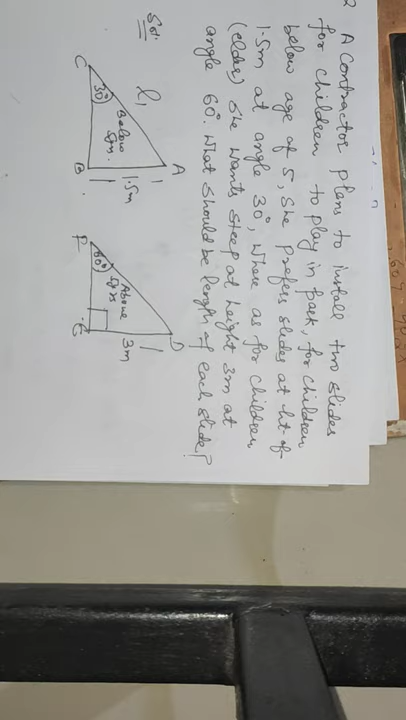 2 A Contractor plans to install two slides
for children to play in park, for children
below age of 5, She prefers slides at ht. of
1.5m at angle 30°, Where as for children
(elder) She wants steep at height 3m at
angle 60°. What should be length of each slide?
Sol:
l₁
A
30°
Below
5yrs.
1.5m
C
B
D
60°
Above
5yrs
3m
P
E